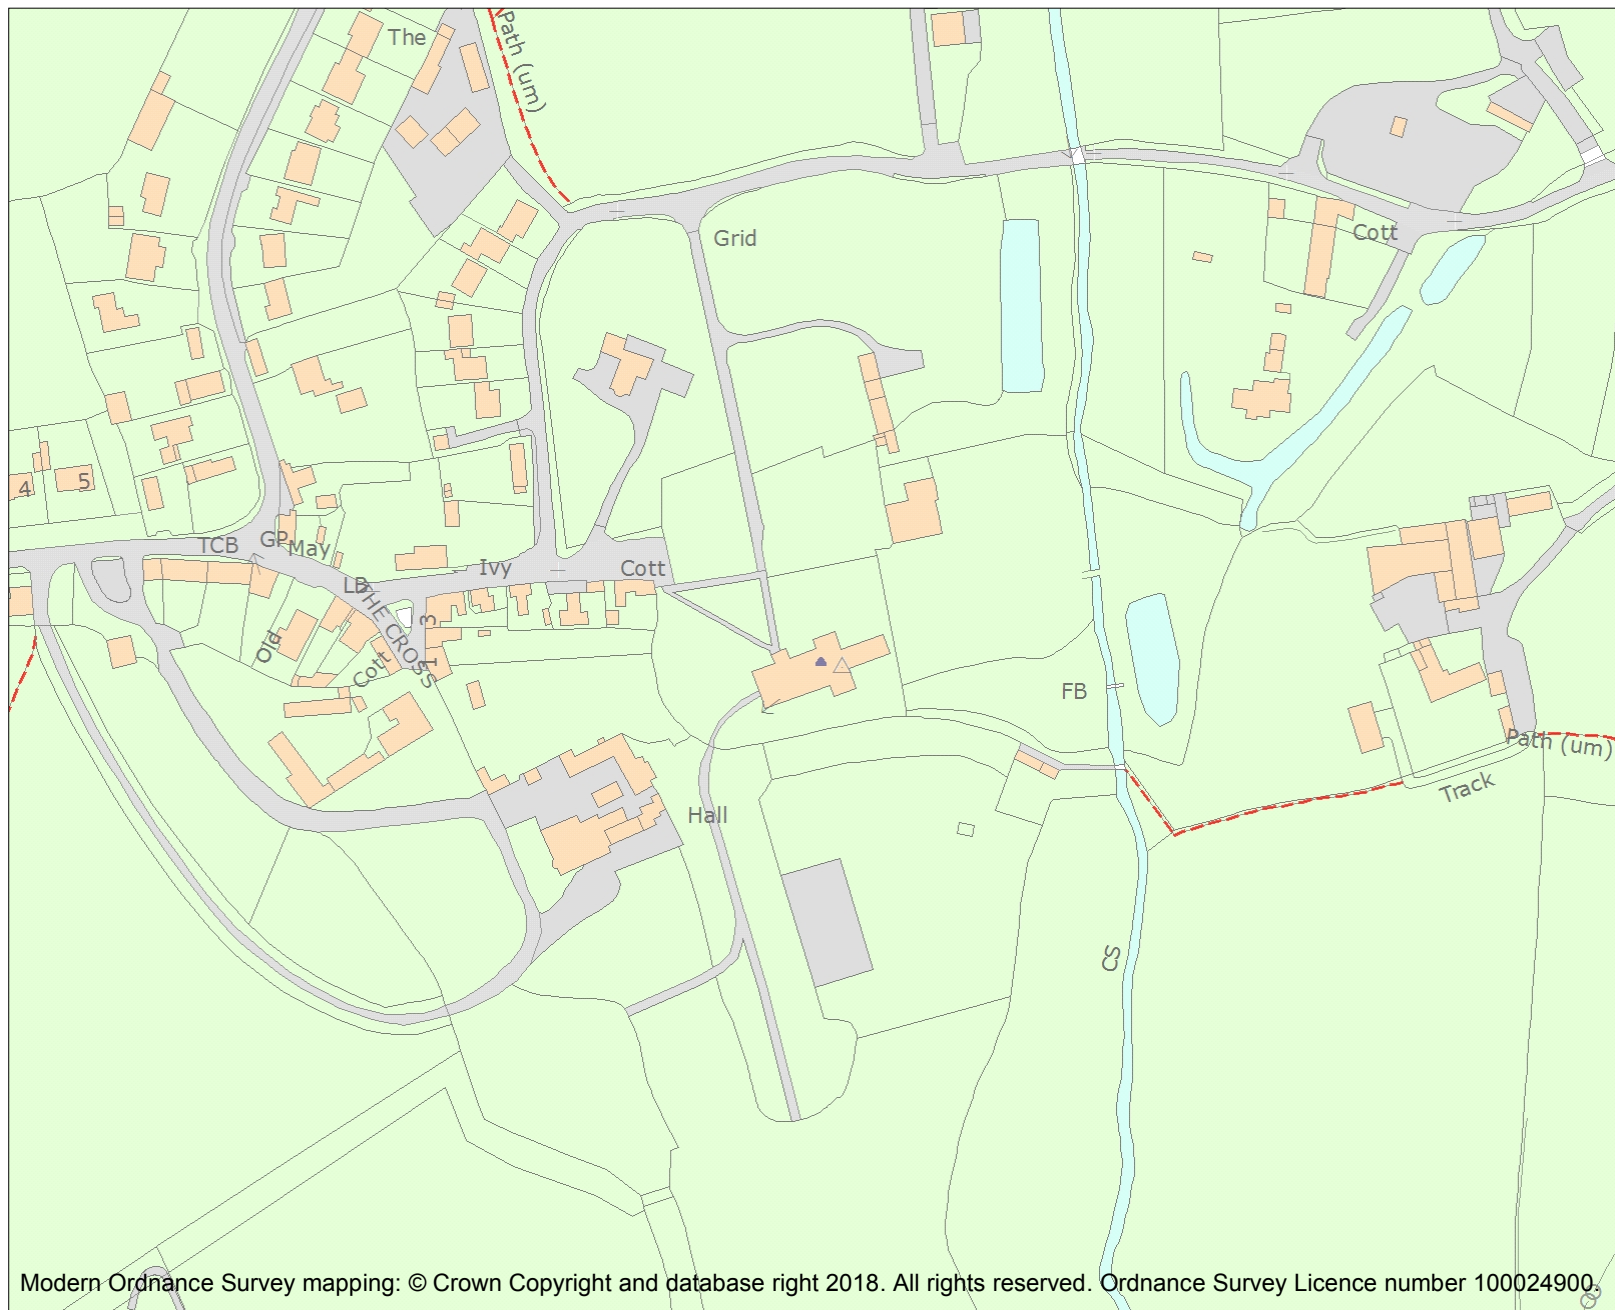 The
Path (um)
Grid
Cott
4
5
TCB
GP
May
Ivy
Cott
LB
THE CROSS
3
1
Old
Cott
FB
Path (um)
Track
Hall
CS
Modern Ordnance Survey mapping: © Crown Copyright and database right 2018. All rights reserved. Ordnance Survey Licence number 100024900.